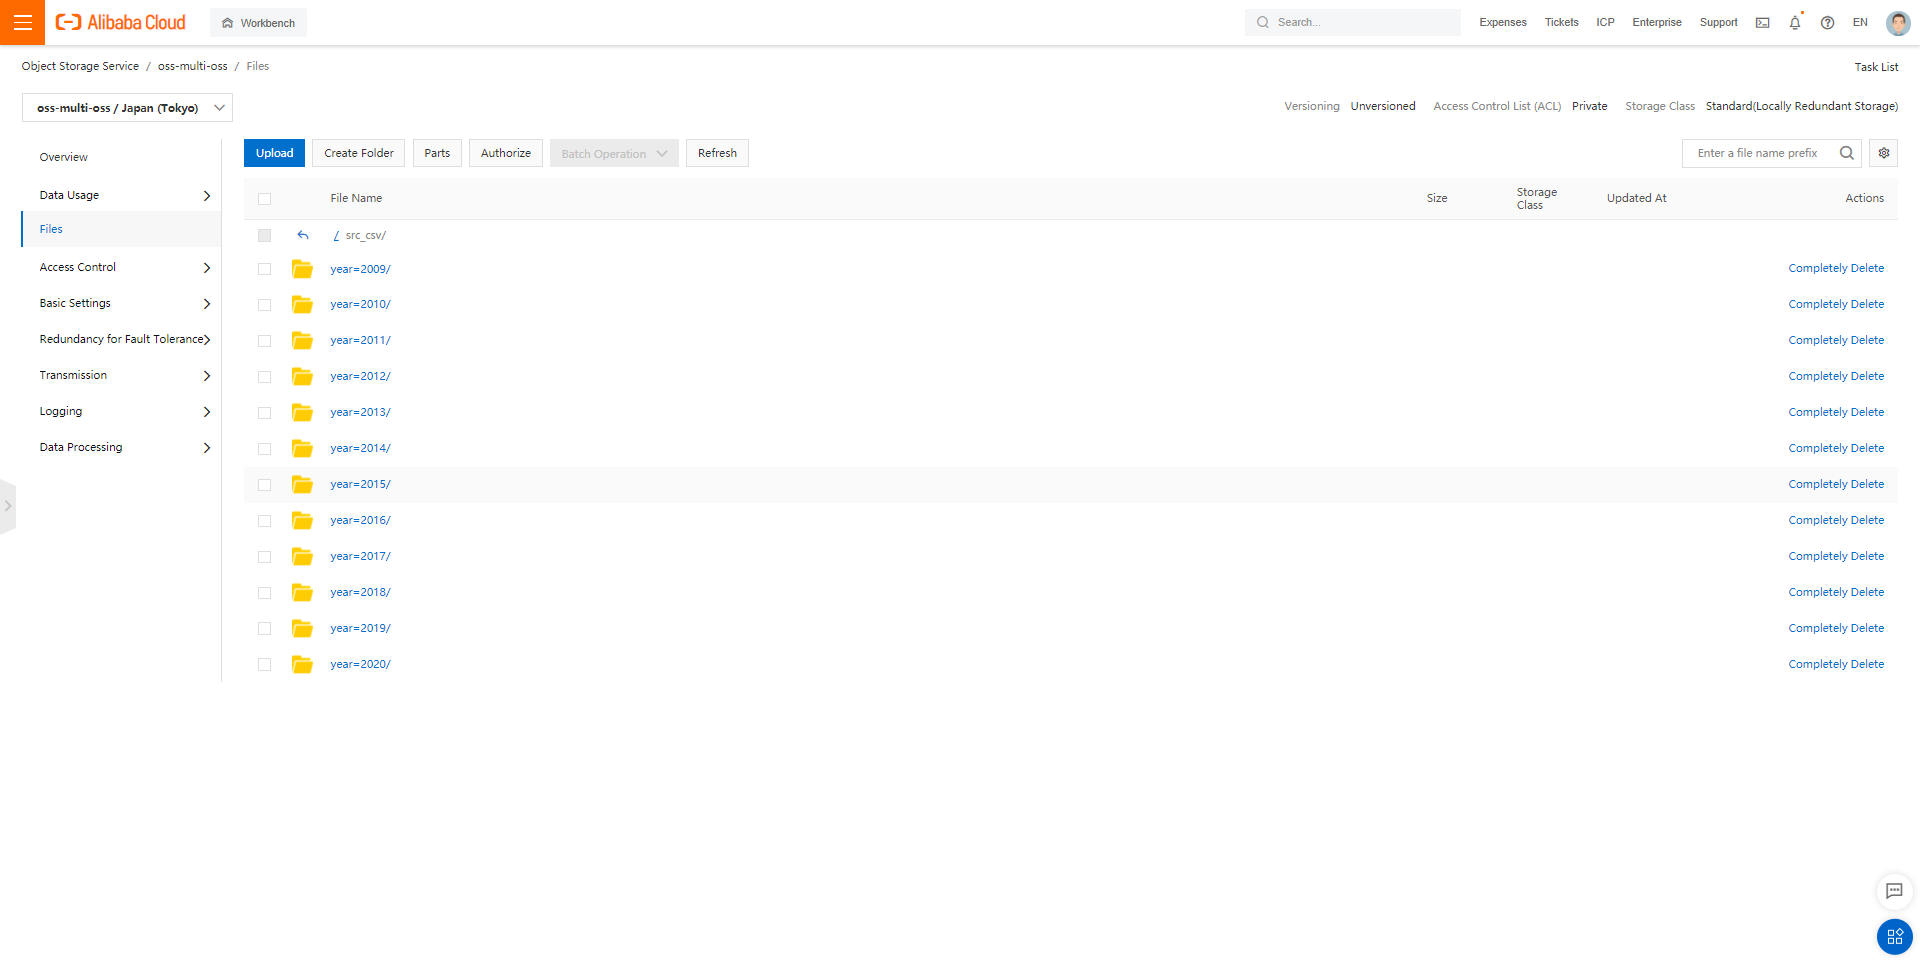 Alibaba Cloud Workbench Search... Expenses Tickets ICP Enterprise Support EN
Object Storage Service / oss-multi-oss / Files Task List
oss-multi-oss / Japan (Tokyo) Versioning Unversioned Access Control List (ACL) Private Storage Class Standard(Locally Redundant Storage)
Overview
Data Usage
Files
Access Control
Basic Settings
Redundancy for Fault Tolerance
Transmission
Logging
Data Processing
Upload Create Folder Parts Authorize Batch Operation Refresh Enter a file name prefix
File Name Size Storage Class Updated At Actions
/ src_csv/
year=2009/ Completely Delete
year=2010/ Completely Delete
year=2011/ Completely Delete
year=2012/ Completely Delete
year=2013/ Completely Delete
year=2014/ Completely Delete
year=2015/ Completely Delete
year=2016/ Completely Delete
year=2017/ Completely Delete
year=2018/ Completely Delete
year=2019/ Completely Delete
year=2020/ Completely Delete